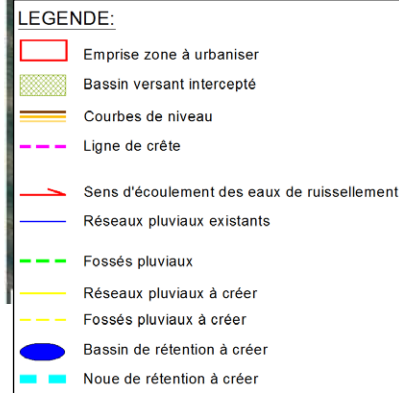 LEGENDE:
Emprise zone à urbaniser
Bassin versant intercepté
Courbes de niveau
Ligne de crête
Sens d'écoulement des eaux de ruissellement
Réseaux pluviaux existants
Fossés pluviaux
Réseaux pluviaux à créer
Fossés pluviaux à créer
Bassin de rétention à créer
Noue de rétention à créer